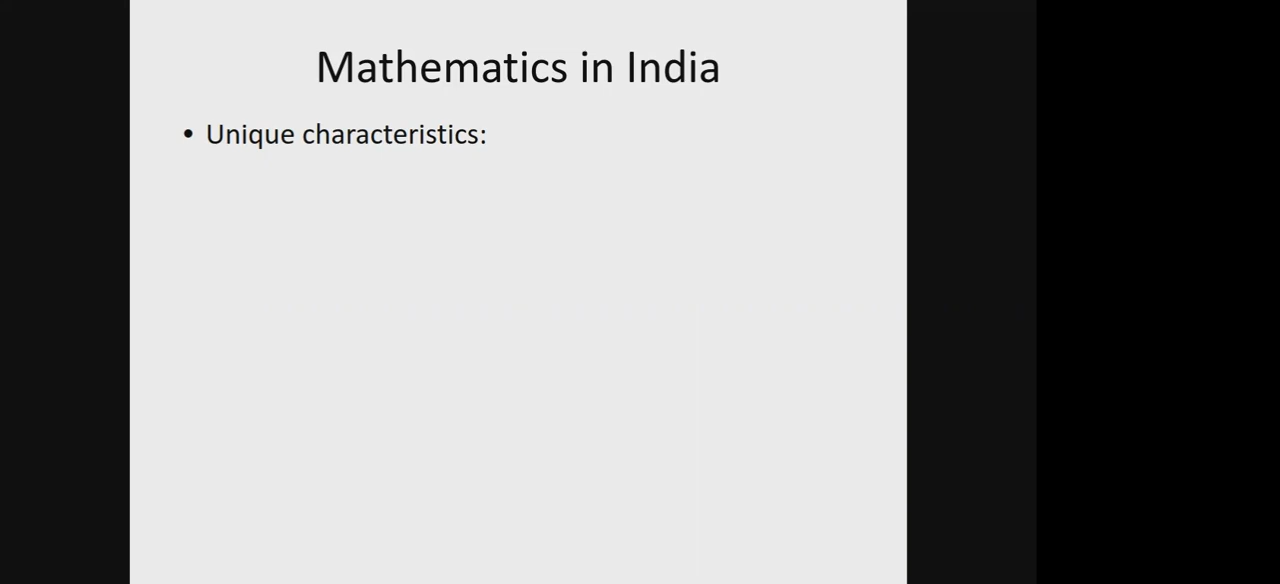 Mathematics in India
• Unique characteristics: